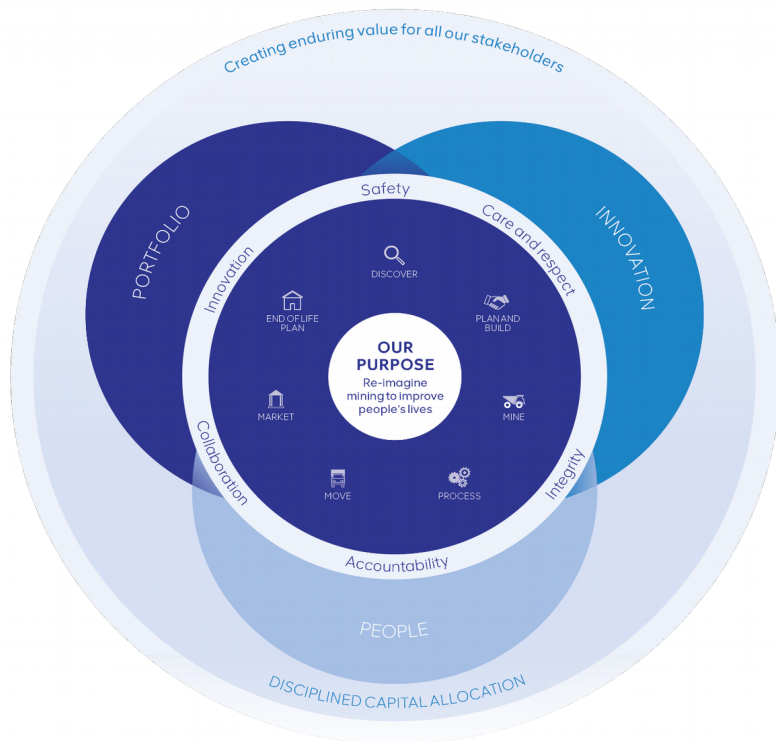 Creating enduring value for all our stakeholders
PORTFOLIO
INNOVATION
Safety
Care and respect
Integrity
Accountability
Collaboration
Innovation
DISCOVER
PLAN AND
BUILD
MINE
PROCESS
MOVE
MARKET
END OF LIFE
PLAN
OUR
PURPOSE
Re-imagine
mining to improve
people's lives
PEOPLE
DISCIPLINED CAPITAL ALLOCATION